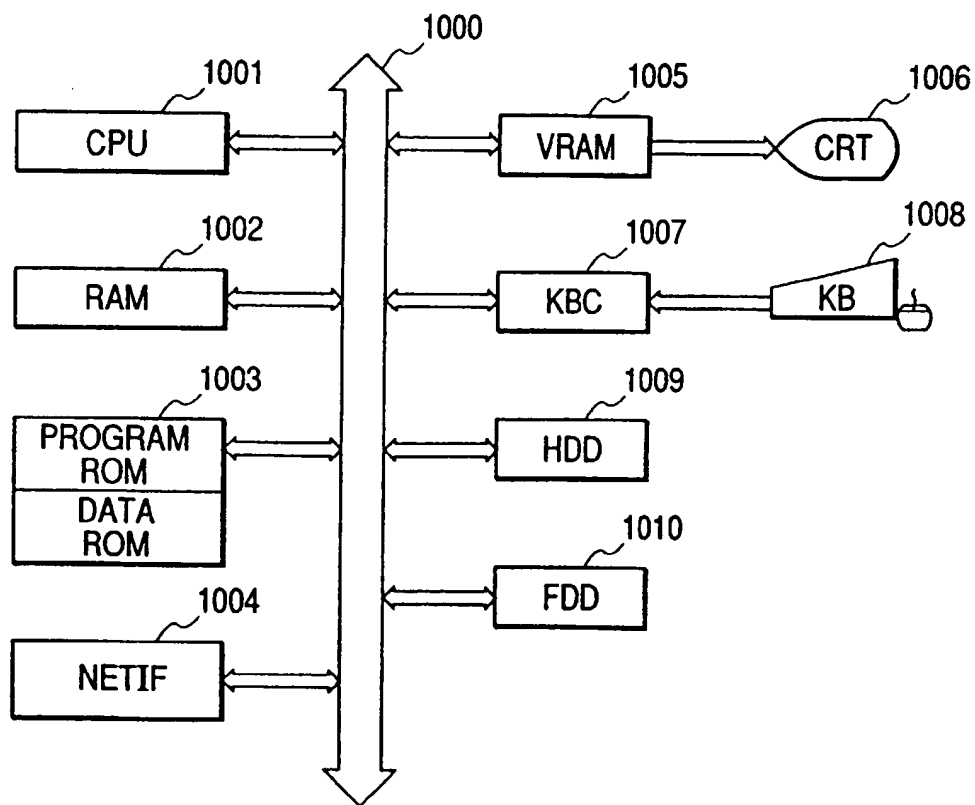 1000
1001
CPU
1002
RAM
1003
PROGRAM
ROM
DATA
ROM
1004
NETIF
1005
VRAM
1006
CRT
1007
KBC
1008
KB
1009
HDD
1010
FDD